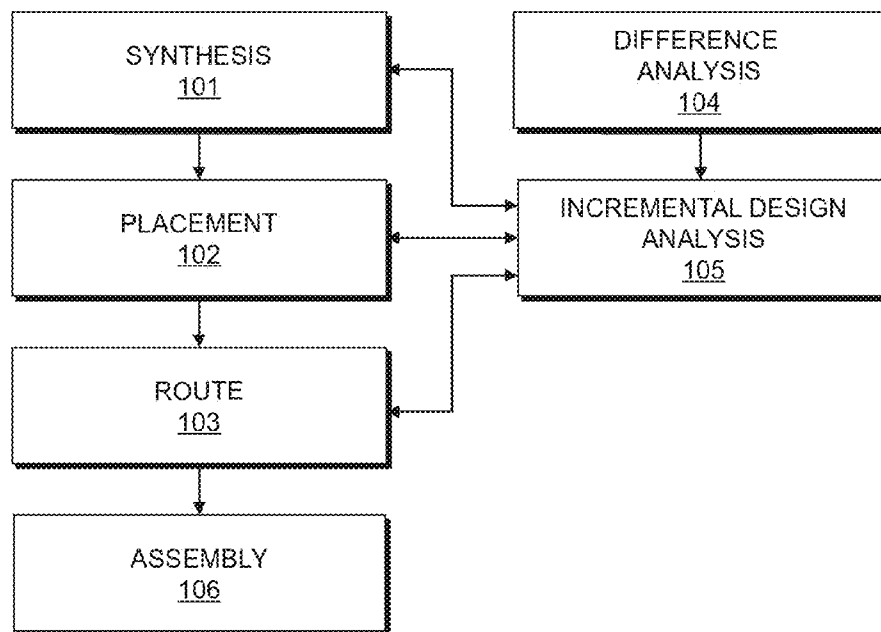 SYNTHESIS
101
DIFFERENCE
ANALYSIS
104
PLACEMENT
102
INCREMENTAL DESIGN
ANALYSIS
105
ROUTE
103
ASSEMBLY
106